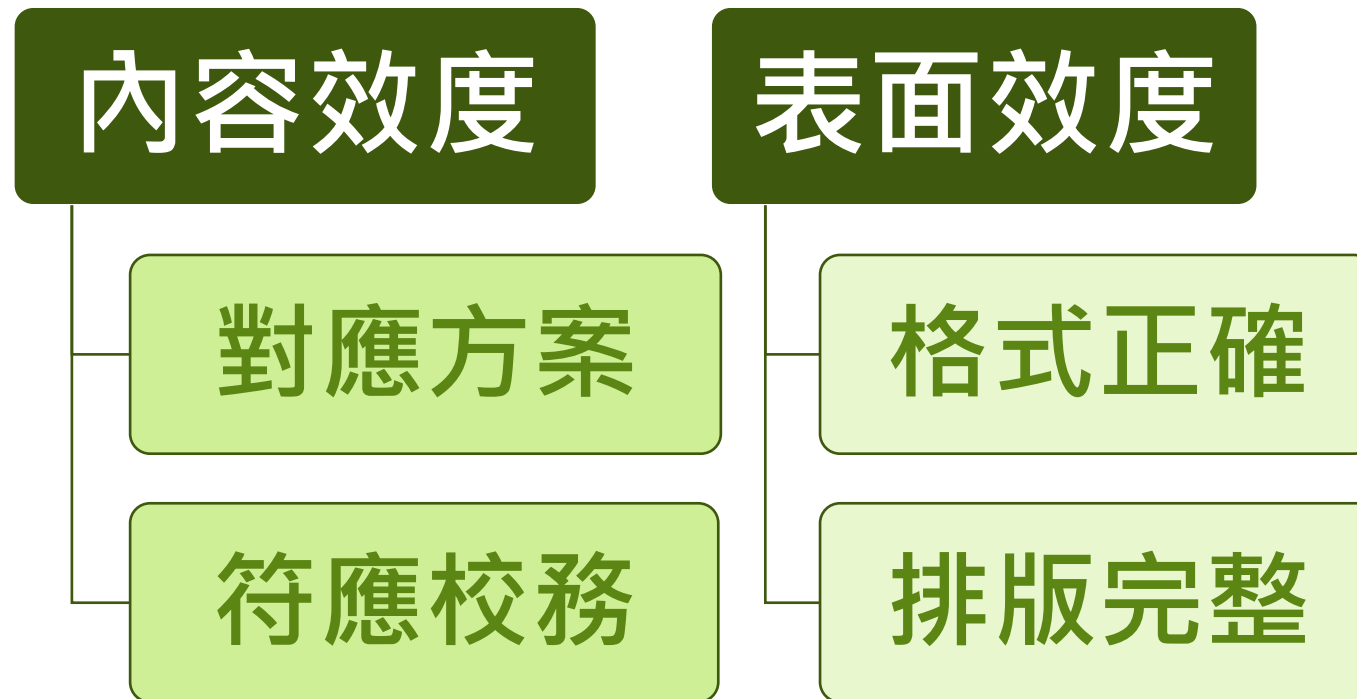 內容效度
對應方案
符應校務
表面效度
格式正確
排版完整